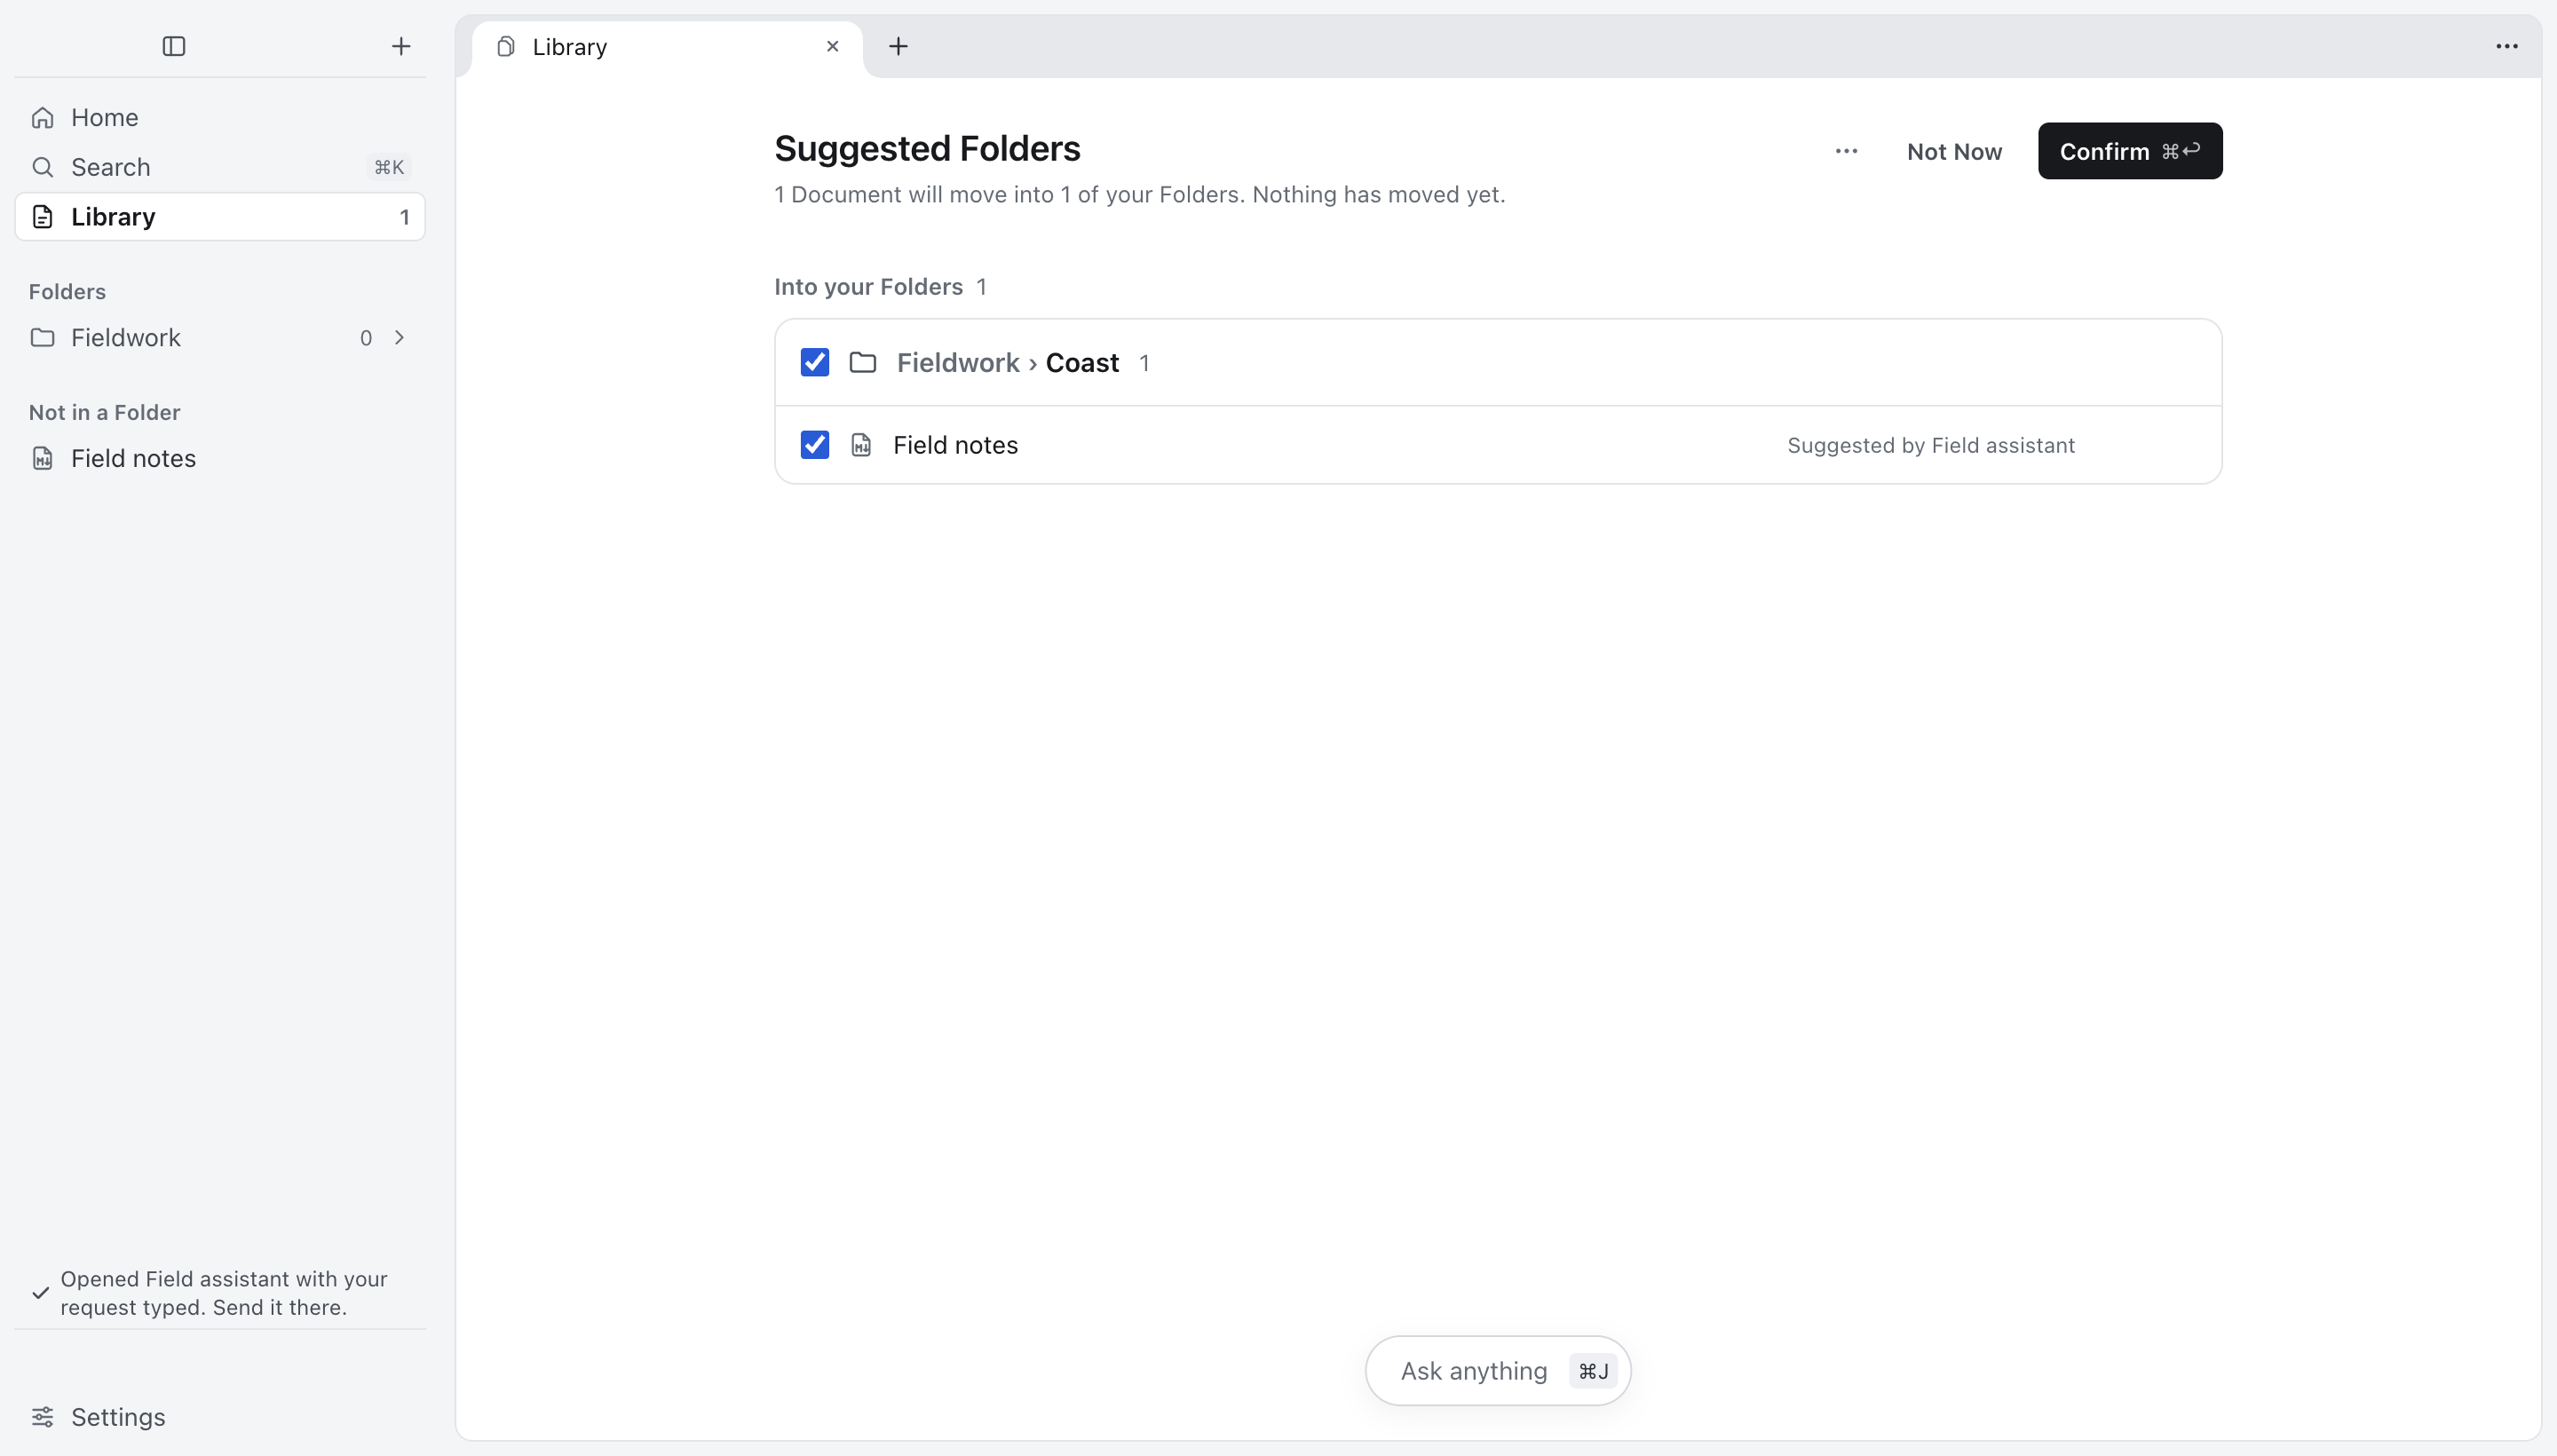 Home
Search ⌘K
Library 1
Folders
Fieldwork 0
Not in a Folder
Field notes
Opened Field assistant with your
request typed. Send it there.
Settings
Library
Suggested Folders
Not Now
Confirm ⌘↩
1 Document will move into 1 of your Folders. Nothing has moved yet.
Into your Folders 1
Fieldwork › Coast 1
Field notes
Suggested by Field assistant
Ask anything ⌘J